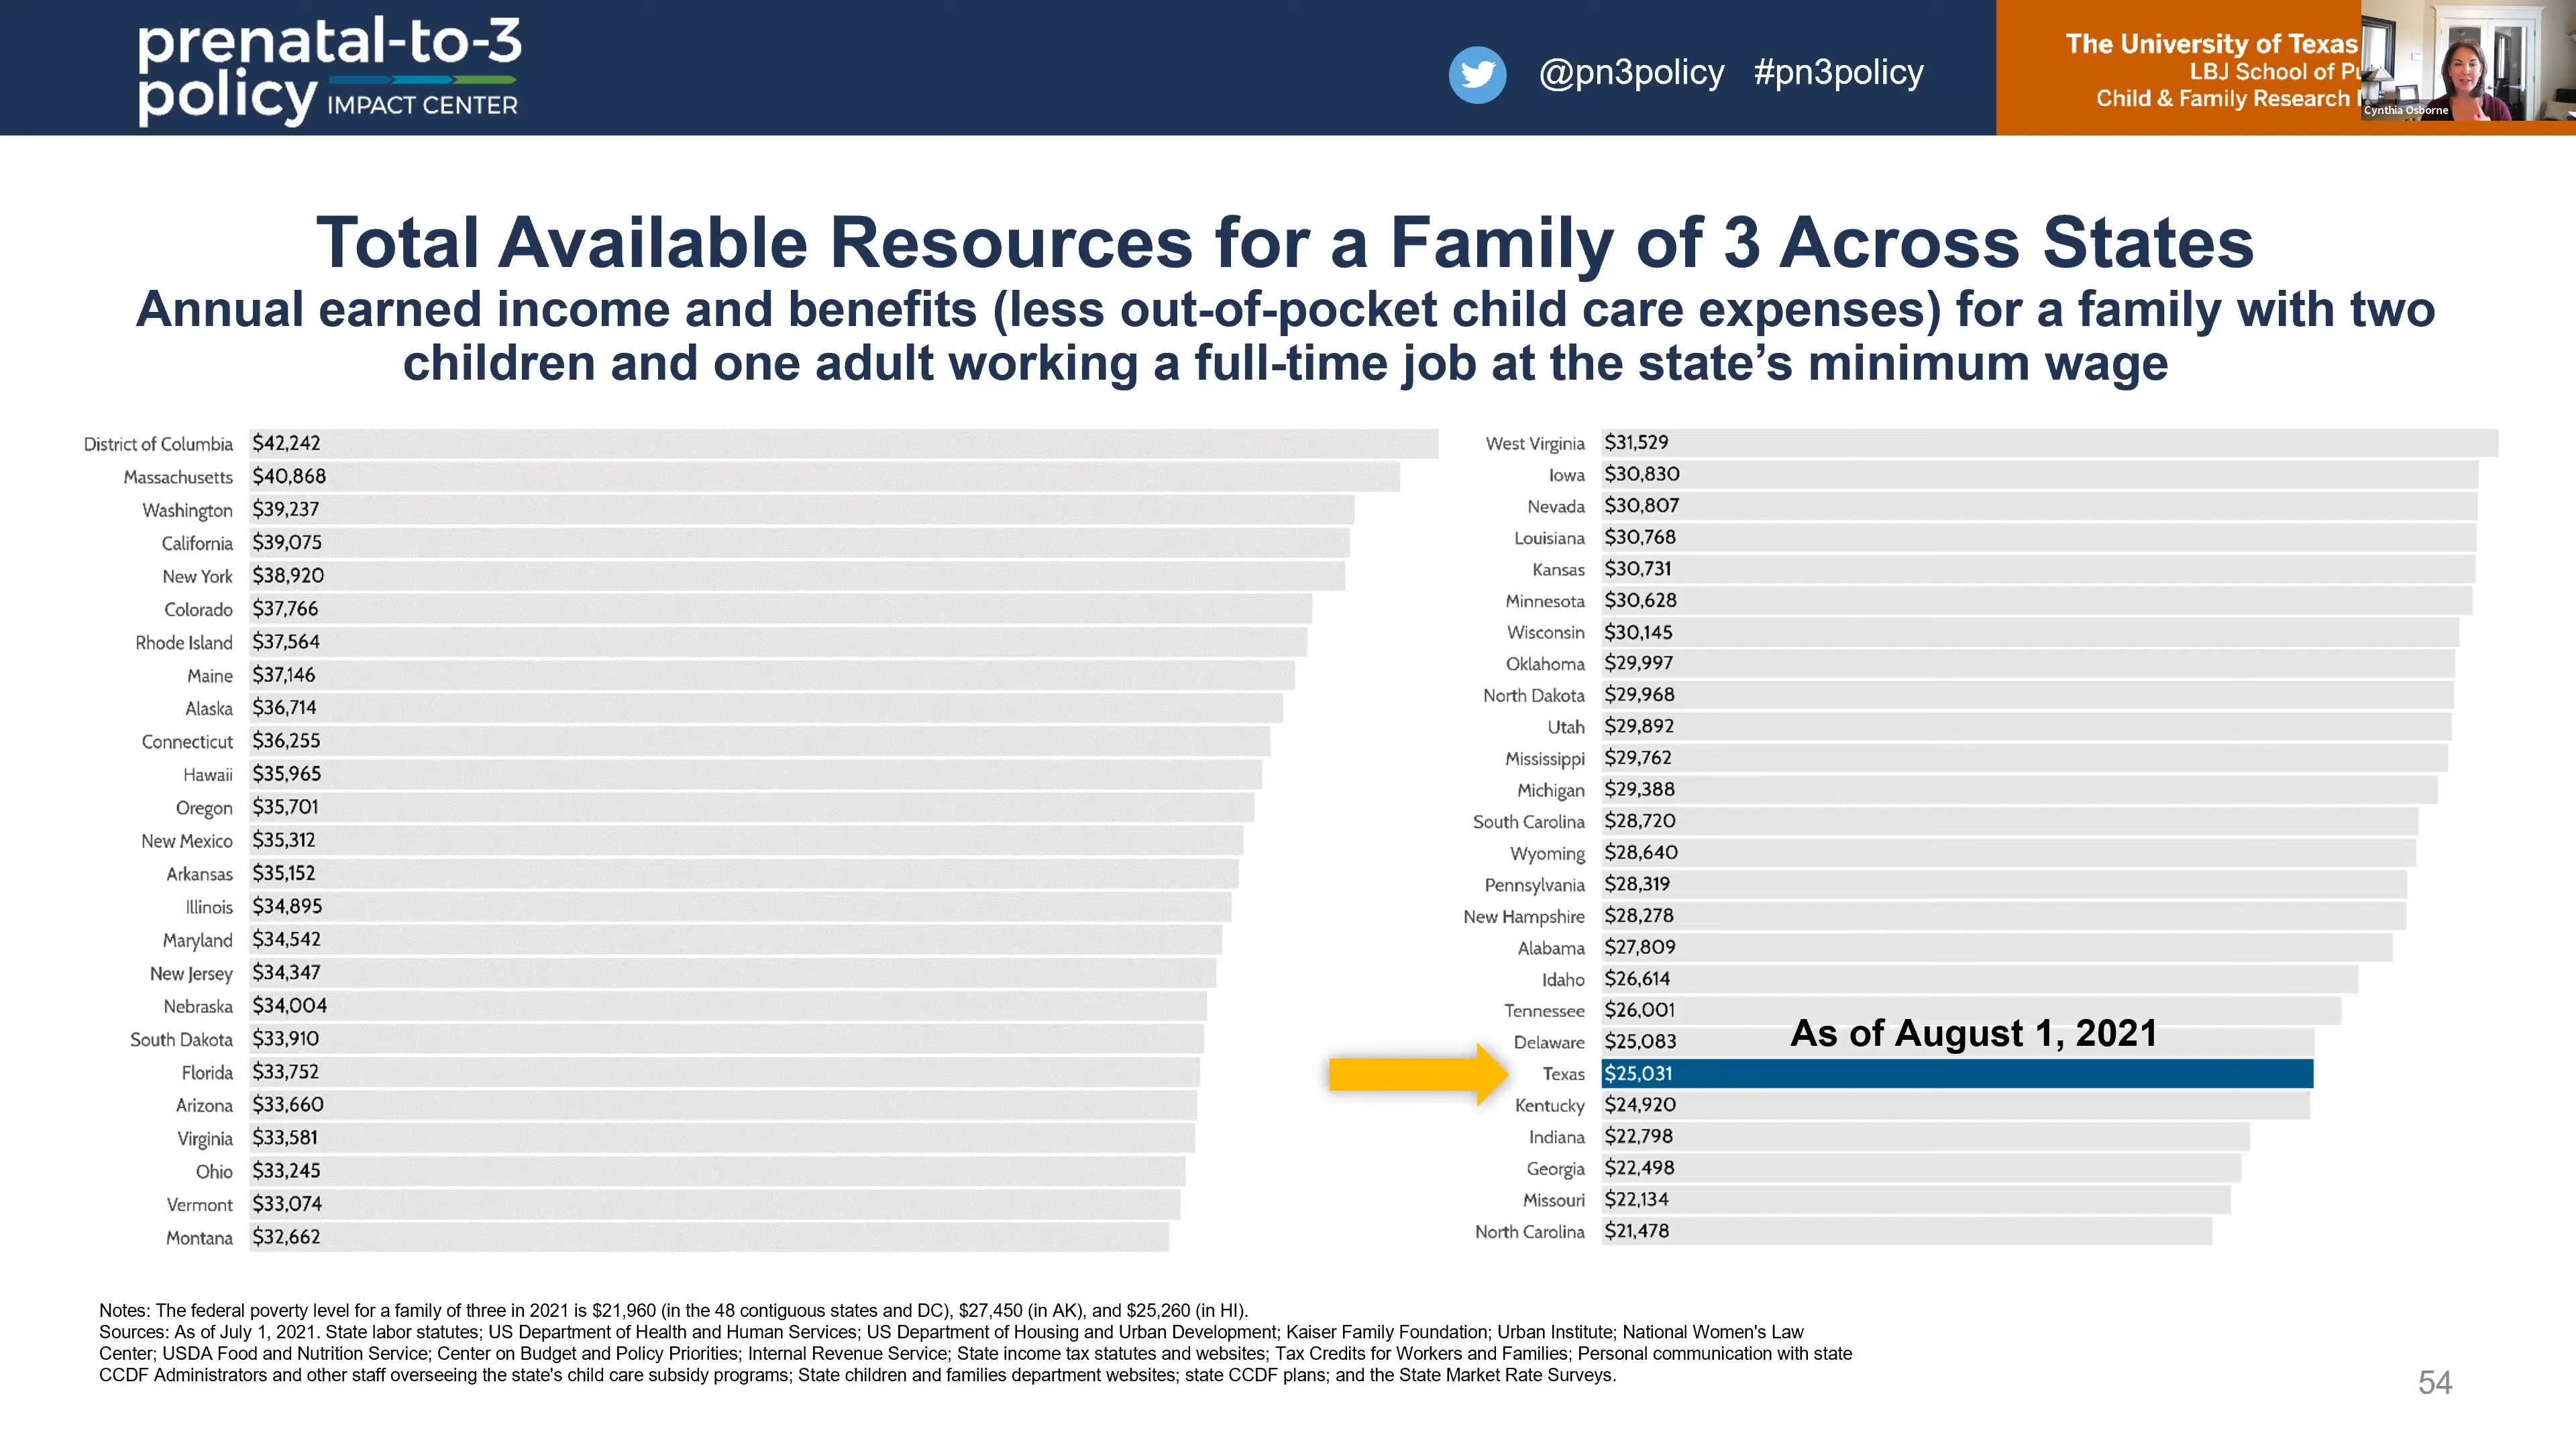 prenatal-to-3
policy IMPACT CENTER
@pn3policy #pn3policy
The University of Texas
LBJ School of
Child & Family Research
Cynthia Osborne
Total Available Resources for a Family of 3 Across States
Annual earned income and benefits (less out-of-pocket child care expenses) for a family with two
children and one adult working a full-time job at the state’s minimum wage
District of Columbia $42,242
Massachusetts $40,868
Washington $39,237
California $39,075
New York $38,920
Colorado $37,766
Rhode Island $37,564
Maine $37,146
Alaska $36,714
Connecticut $36,255
Hawaii $35,965
Oregon $35,701
New Mexico $35,312
Arkansas $35,152
Illinois $34,895
Maryland $34,542
New Jersey $34,347
Nebraska $34,004
South Dakota $33,910
Florida $33,752
Arizona $33,660
Virginia $33,581
Ohio $33,245
Vermont $33,074
Montana $32,662
West Virginia $31,529
Iowa $30,830
Nevada $30,807
Louisiana $30,768
Kansas $30,731
Minnesota $30,628
Wisconsin $30,145
Oklahoma $29,997
North Dakota $29,968
Utah $29,892
Mississippi $29,762
Michigan $29,388
South Carolina $28,720
Wyoming $28,640
Pennsylvania $28,319
New Hampshire $28,278
Alabama $27,809
Idaho $26,614
Tennessee $26,001
As of August 1, 2021
Delaware $25,083
Texas $25,031
Kentucky $24,920
Indiana $22,798
Georgia $22,498
Missouri $22,134
North Carolina $21,478
Notes: The federal poverty level for a family of three in 2021 is $21,960 (in the 48 contiguous states and DC), $27,450 (in AK), and $25,260 (in HI).
Sources: As of July 1, 2021. State labor statutes; US Department of Health and Human Services; US Department of Housing and Urban Development; Kaiser Family Foundation; Urban Institute; National Women's Law
Center; USDA Food and Nutrition Service; Center on Budget and Policy Priorities; Internal Revenue Service; State income tax statutes and websites; Tax Credits for Workers and Families; Personal communication with state
CCDF Administrators and other staff overseeing the state's child care subsidy programs; State children and families department websites; state CCDF plans; and the State Market Rate Surveys.
54